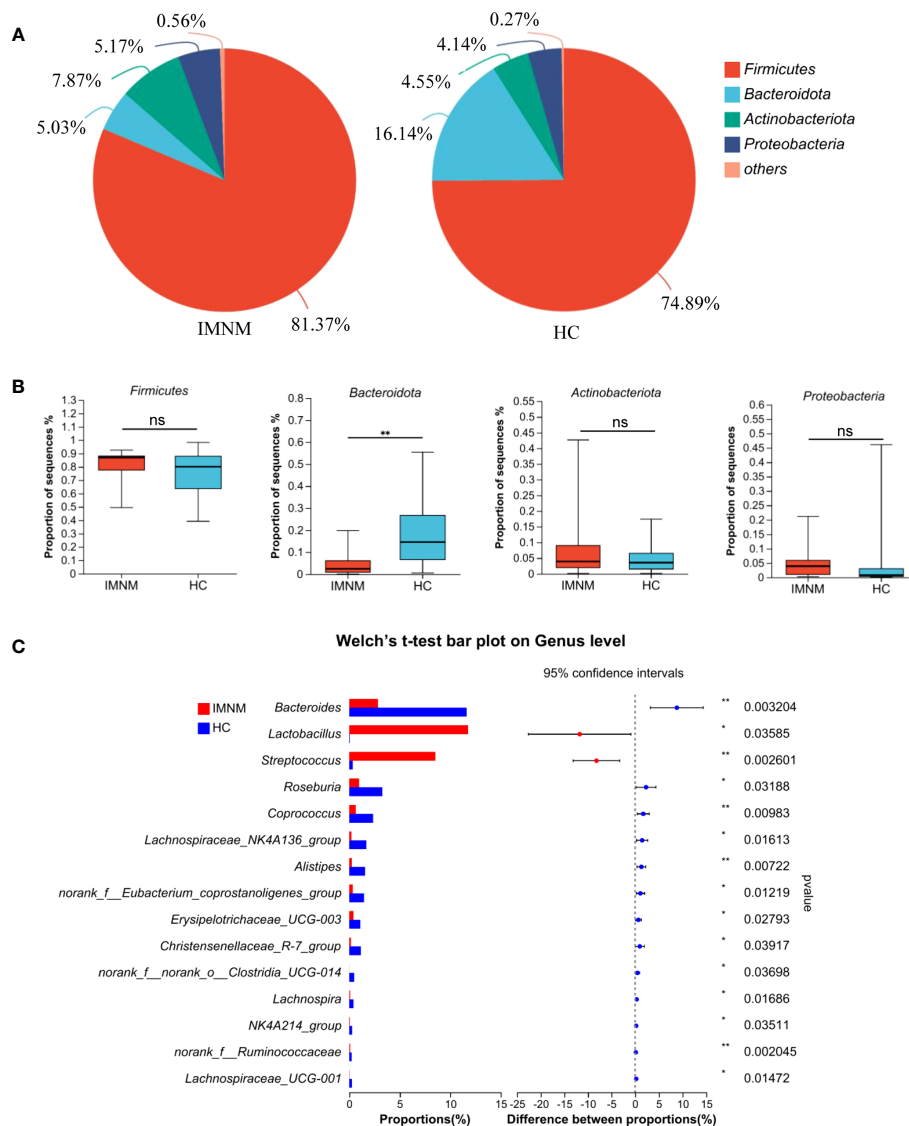 A
0.56%
5.17%
7.87%
5.03%
81.37%
IMNM
0.27%
4.14%
4.55%
16.14%
74.89%
HC
Firmicutes
Bacteroidota
Actinobacteriota
Proteobacteria
others
B
Firmicutes
Proportion of sequences %
1.3
1.2
1.1
1
0.9
0.8
0.7
0.6
0.5
0.4
0.3
0.2
0.1
0
ns
IMNM HC
Bacteroidota
Proportion of sequences %
0.8
0.7
0.6
0.5
0.4
0.3
0.2
0.1
0
**
IMNM HC
Actinobacteriota
Proportion of sequences %
0.55
0.5
0.45
0.4
0.35
0.3
0.25
0.2
0.15
0.1
0.05
0
ns
IMNM HC
Proteobacteria
Proportion of sequences %
0.6
0.5
0.45
0.4
0.35
0.3
0.25
0.2
0.15
0.1
0.05
0
ns
IMNM HC
C
Welch's t-test bar plot on Genus level
95% confidence intervals
IMNM
HC
Bacteroides ** 0.003204
Lactobacillus * 0.03585
Streptococcus ** 0.002601
Roseburia * 0.03188
Coprococcus ** 0.00983
Lachnospiraceae_NK4A136_group * 0.01613
Alistipes ** 0.00722
norank_f__Eubacterium_coprostanoligenes_group * 0.01219
Erysipelotrichaceae_UCG-003 * 0.02793
Christensenellaceae_R-7_group * 0.03917
norank_f__norank_o__Clostridia_UCG-014 * 0.03698
Lachnospira * 0.01686
NK4A214_group * 0.03511
norank_f__Ruminococcaceae ** 0.002045
Lachnospiraceae_UCG-001 * 0.01472
pvalue
0 5 10 15
Proportions(%)
-25 -20 -15 -10 -5 0 5 10 15
Difference between proportions(%)